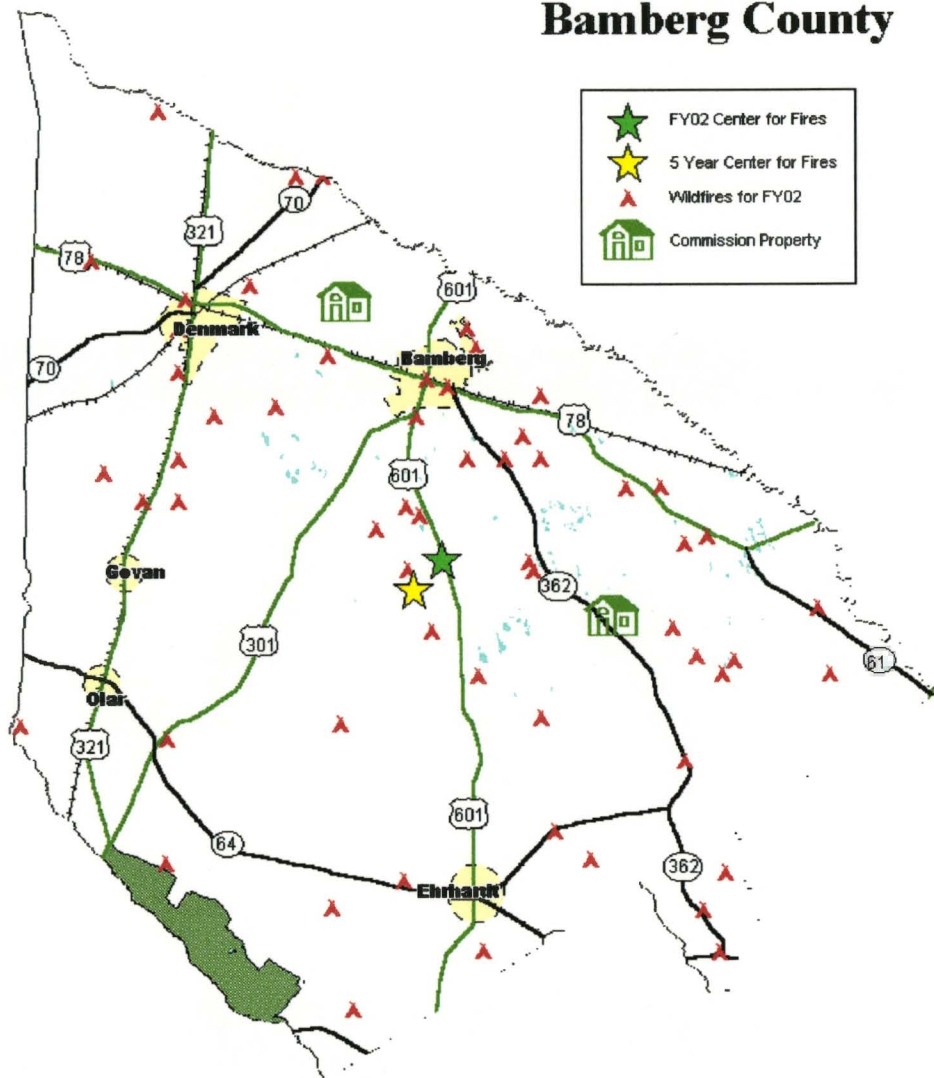 Bamberg County
FY02 Center for Fires
5 Year Center for Fires
Wildfires for FY02
Commission Property
70
321
78
601
Denmark
Bamberg
70
78
601
Govan
362
301
61
Olar
321
601
64
362
Ehrhardt